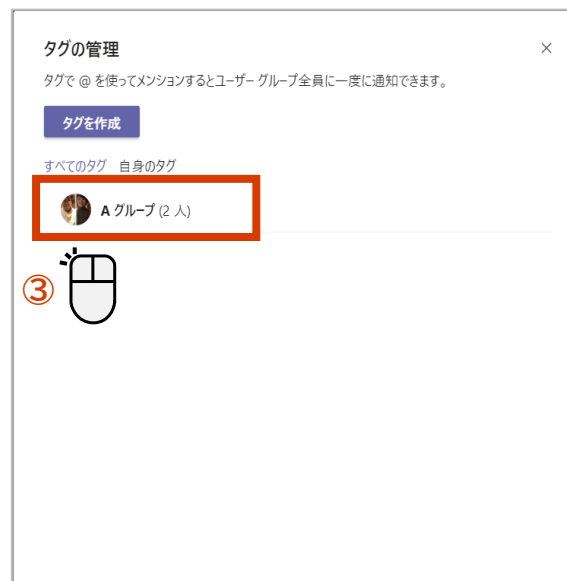 タグの管理
タグで @ を使ってメンションするとユーザー グループ全員に一度に通知できます。
タグを作成
すべてのタグ 自身のタグ
A グループ (2 人)
③